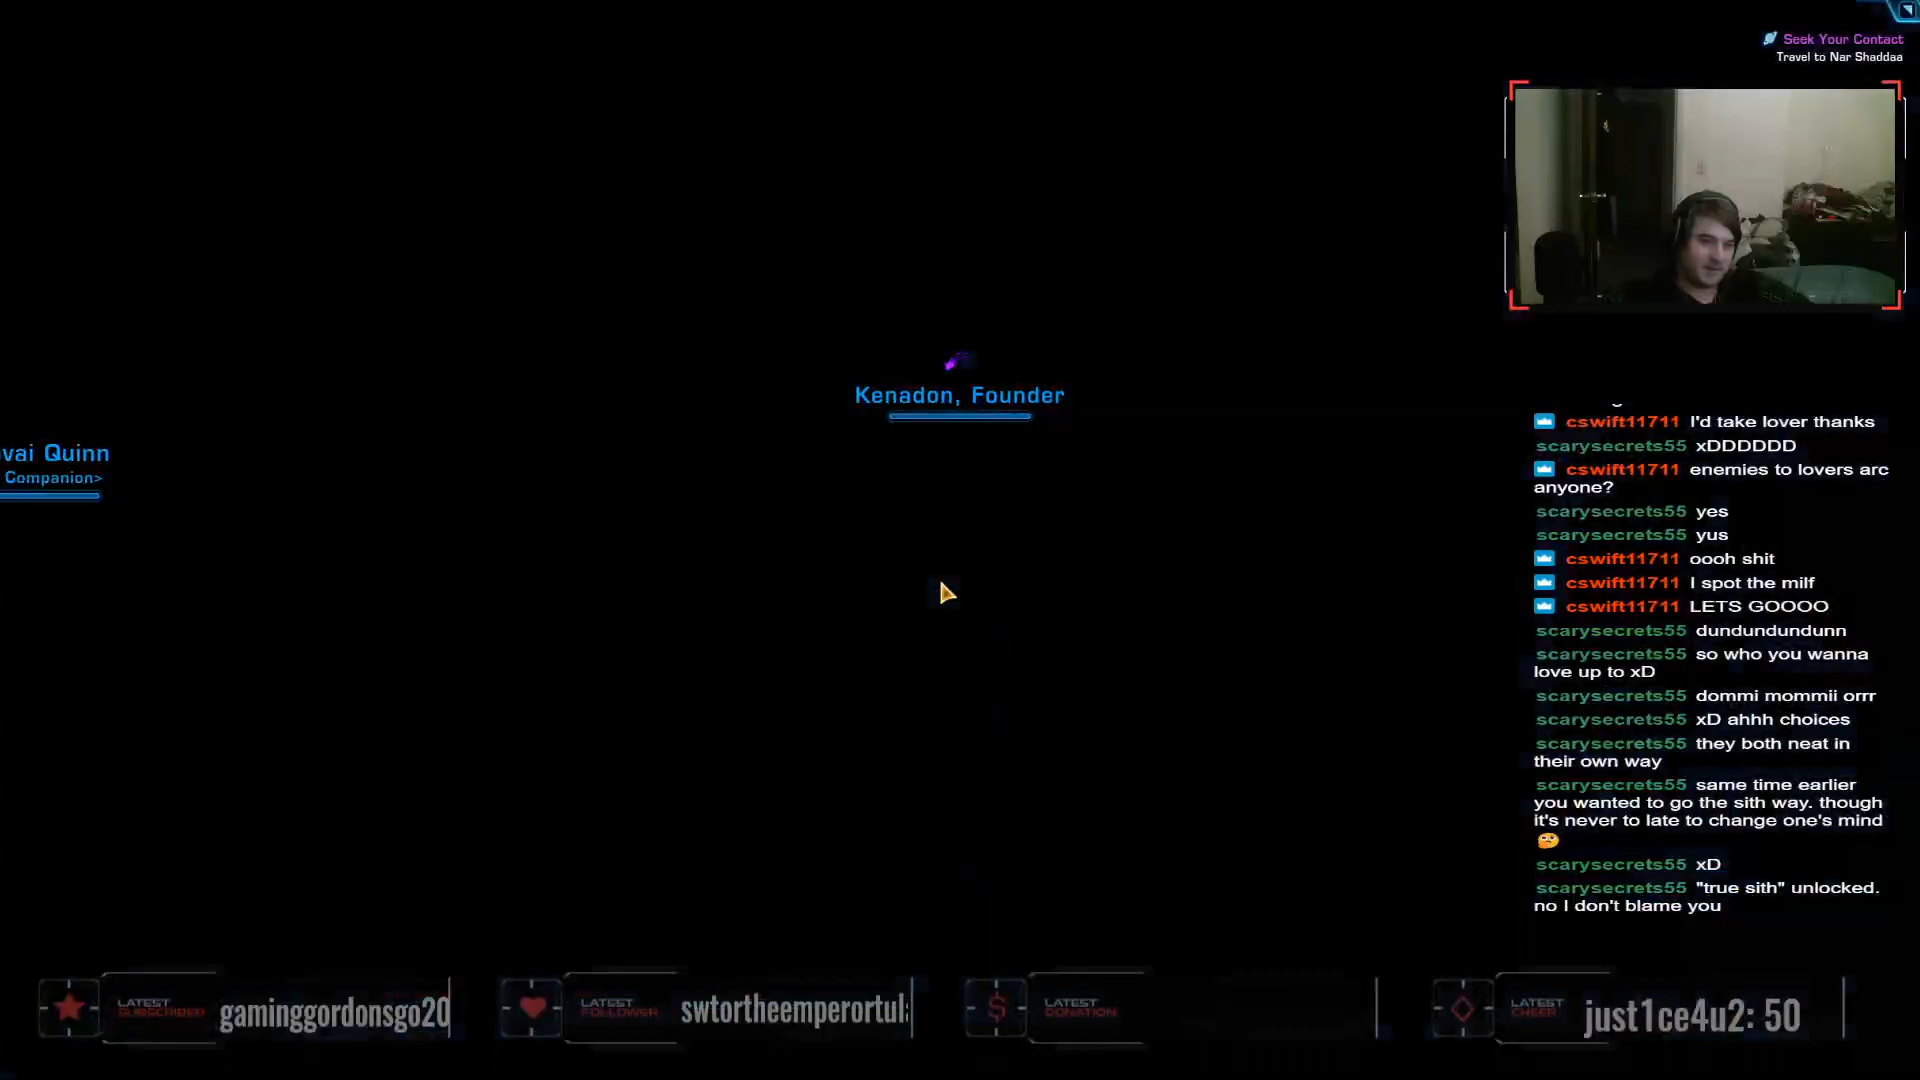 Seek Your Contact
Travel to Nar Shaddaa
Kenadon, Founder
vai Quinn
Companion>
cswift11711 I'd take lover thanks
scarysecrets55 xDDDDDD
cswift11711 enemies to lovers arc
anyone?
scarysecrets55 yes
scarysecrets55 yus
cswift11711 oooh shit
cswift11711 I spot the milf
cswift11711 LETS GOOOO
scarysecrets55 dundundundunn
scarysecrets55 so who you wanna
love up to xD
scarysecrets55 dommi mommii orrr
scarysecrets55 xD ahhh choices
scarysecrets55 they both neat in
their own way
scarysecrets55 same time earlier
you wanted to go the sith way. though
it's never to late to change one's mind
scarysecrets55 xD
scarysecrets55 "true sith" unlocked.
no I don't blame you
LATEST
SUBSCRIBER
gaminggordonsgo20
LATEST
FOLLOWER
swtortheemperortul
LATEST
DONATION
LATEST
CHEER
just1ce4u2: 50